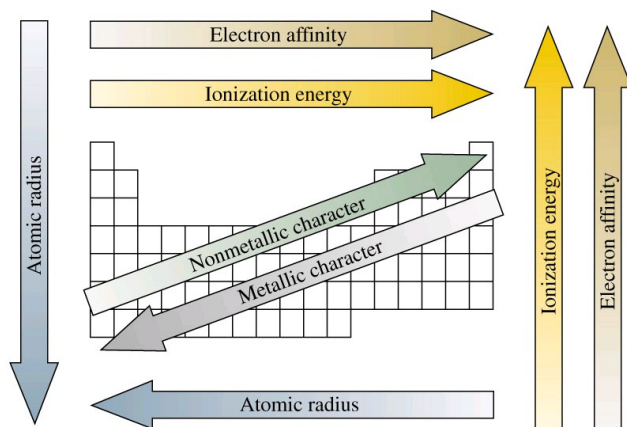 Electron affinity
Ionization energy
Atomic radius
Nonmetallic character
Metallic character
Ionization energy
Electron affinity
Atomic radius